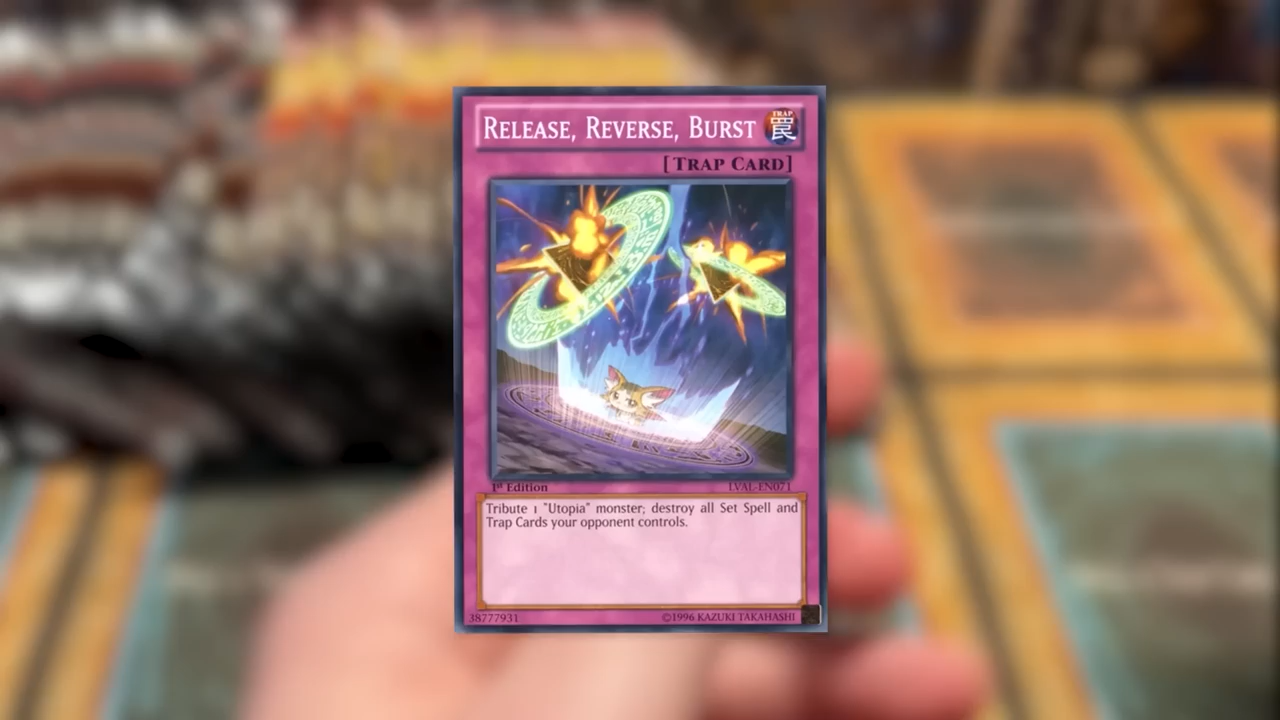 RELEASE, REVERSE, BURST
TRAP
罠
[TRAP CARD]
1st Edition
LVAL-EN071
Tribute 1 "Utopia" monster; destroy all Set Spell and
Trap Cards your opponent controls.
38777931
©1996 KAZUKI TAKAHASHI